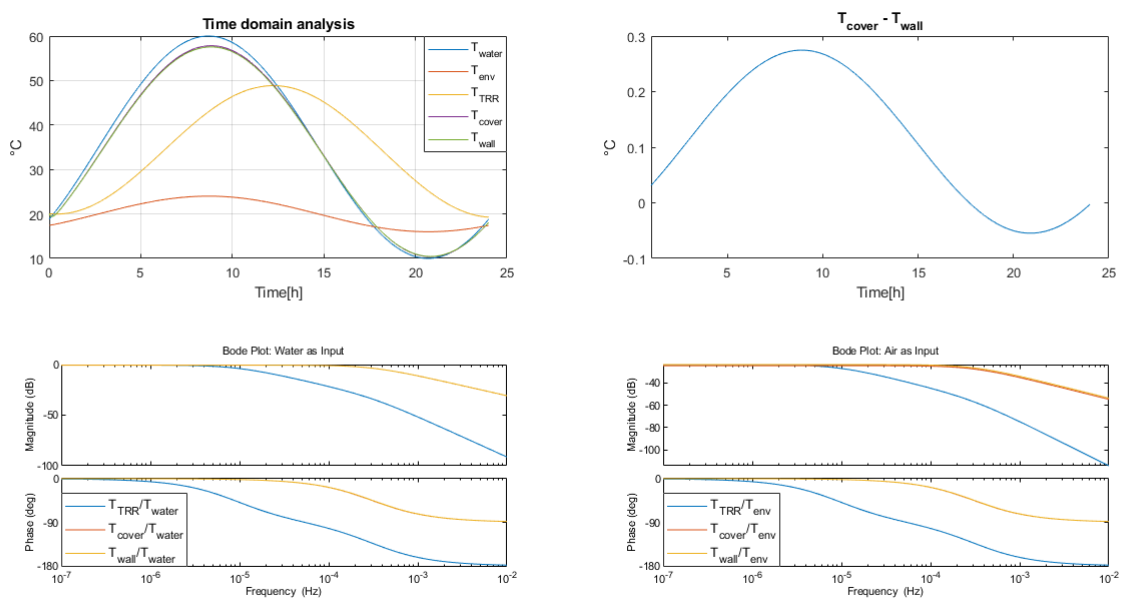 Time domain analysis
60
50
40
30
20
10
°C
0
5
10
15
20
25
Time[h]
T_water
T_env
T_TRR
T_cover
T_wall
T_cover - T_wall
0.3
0.2
0.1
0
-0.1
°C
5
10
15
20
25
Time[h]
Bode Plot: Water as Input
0
-50
-100
Magnitude (dB)
0
-90
-180
Phase (deg)
T_TRR/T_water
T_cover/T_water
T_wall/T_water
10^-7
10^-6
10^-5
10^-4
10^-3
10^-2
Frequency (Hz)
Bode Plot: Air as Input
-40
-60
-80
-100
Magnitude (dB)
0
-90
-180
Phase (deg)
T_TRR/T_env
T_cover/T_env
T_wall/T_env
10^-7
10^-6
10^-5
10^-4
10^-3
10^-2
Frequency (Hz)